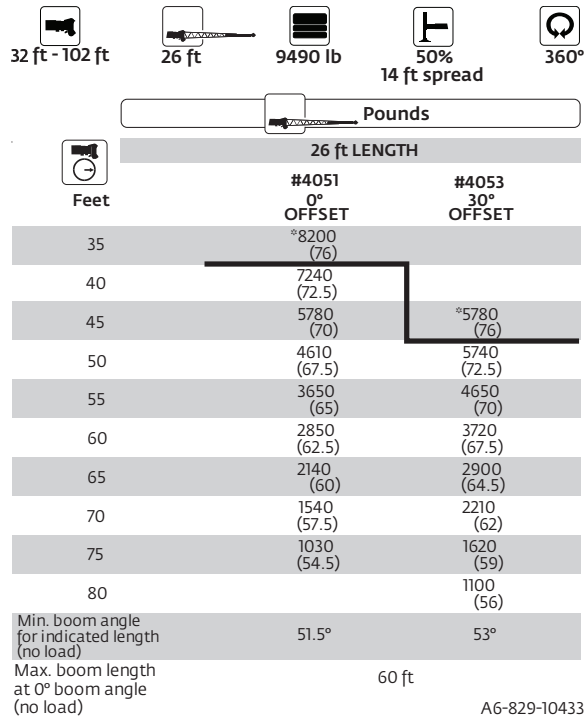 32 ft - 102 ft 26 ft 9490 lb 50% 360°
14 ft spread
Pounds
26 ft LENGTH
#4051 #4053
Feet 0° 30°
OFFSET OFFSET
35 *8200
(76)
40 7240
(72.5)
45 5780 *5780
(70) (76)
50 4610 5740
(67.5) (72.5)
55 3650 4650
(65) (70)
60 2850 3720
(62.5) (67.5)
65 2140 2900
(60) (64.5)
70 1540 2210
(57.5) (62)
75 1030 1620
(54.5) (59)
80 1100
(56)
Min. boom angle
for indicated length 51.5° 53°
(no load)
Max. boom length
at 0° boom angle 60 ft
(no load) A6-829-10433